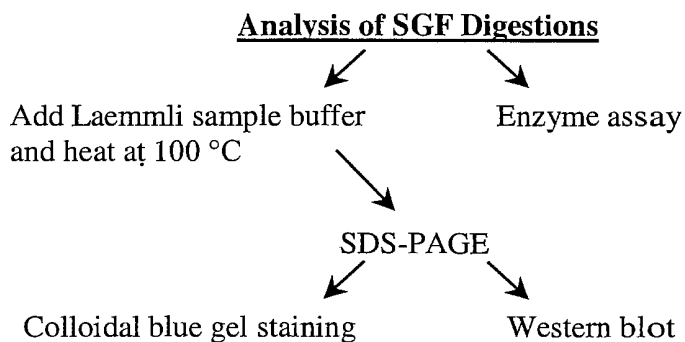 Analysis of SGF Digestions
Add Laemmli sample buffer
and heat at 100 °C
Enzyme assay
SDS-PAGE
Colloidal blue gel staining
Western blot